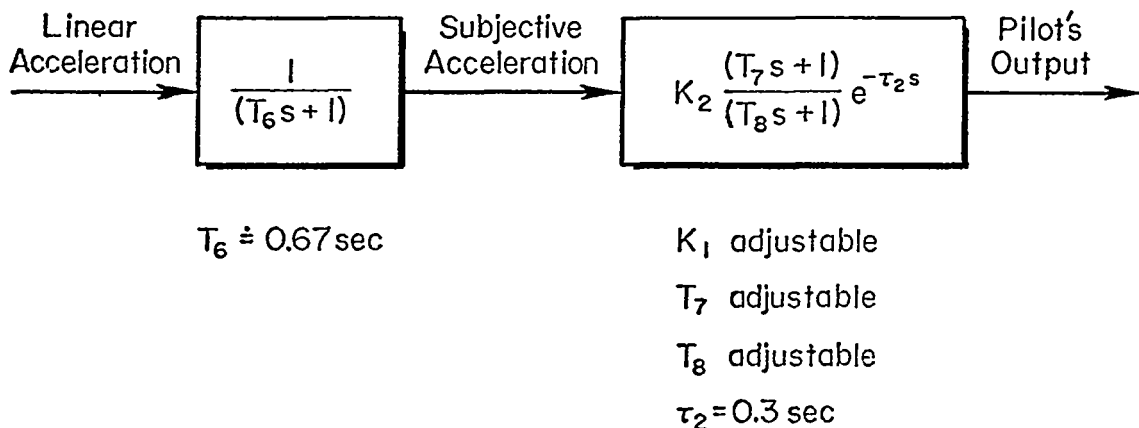 Linear
Acceleration
1
(T₆s + 1)
Subjective
Acceleration
K₂ (T₇s + 1) e^{-τ₂s}
(T₈s + 1)
Pilot's
Output
T₆ ≐ 0.67 sec
K₁ adjustable
T₇ adjustable
T₈ adjustable
τ₂ = 0.3 sec